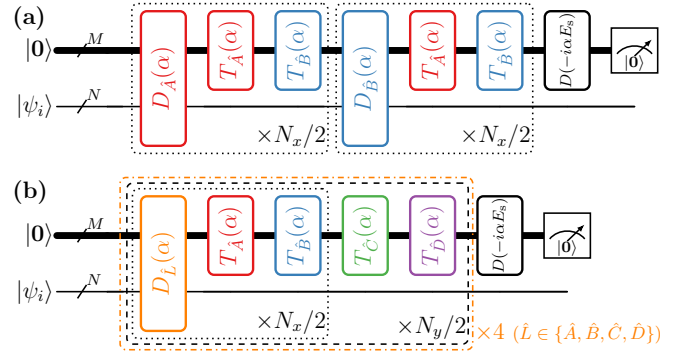 (a)
|0⟩ M D_Â(α) T_Â(α) T_B̂(α) D_B̂(α) T_Â(α) T_B̂(α) D(−iαE_s) |0⟩
|ψ_i⟩ N
×N_x/2 ×N_x/2
(b)
|0⟩ M D_L̂(α) T_Â(α) T_B̂(α) T_Ĉ(α) T_D̂(α) D(−iαE_s) |0⟩
|ψ_i⟩ N
×N_x/2 ×N_y/2 ×4 (L̂ ∈ {Â, B̂, Ĉ, D̂})